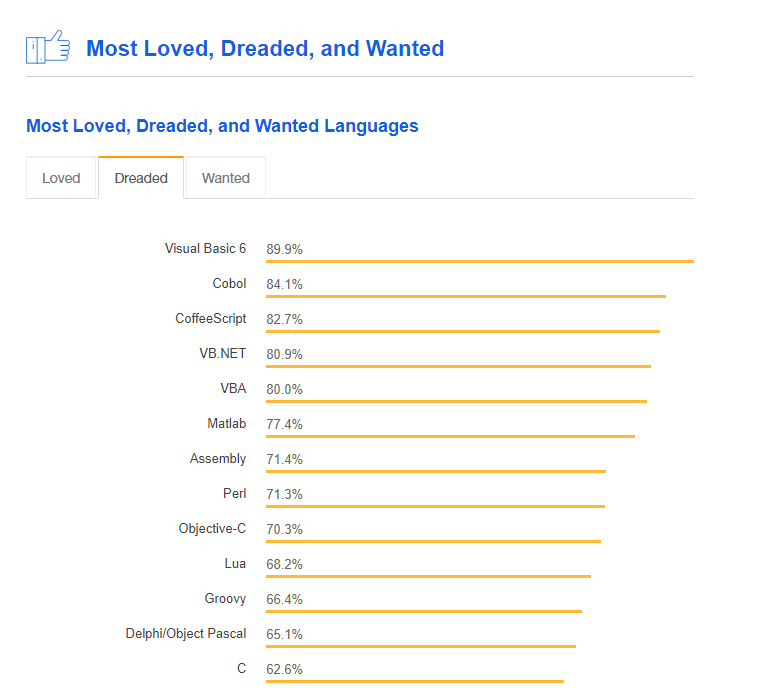 Most Loved, Dreaded, and Wanted
Most Loved, Dreaded, and Wanted Languages
Loved Dreaded Wanted
Visual Basic 6 89.9%
Cobol 84.1%
CoffeeScript 82.7%
VB.NET 80.9%
VBA 80.0%
Matlab 77.4%
Assembly 71.4%
Perl 71.3%
Objective-C 70.3%
Lua 68.2%
Groovy 66.4%
Delphi/Object Pascal 65.1%
C 62.6%